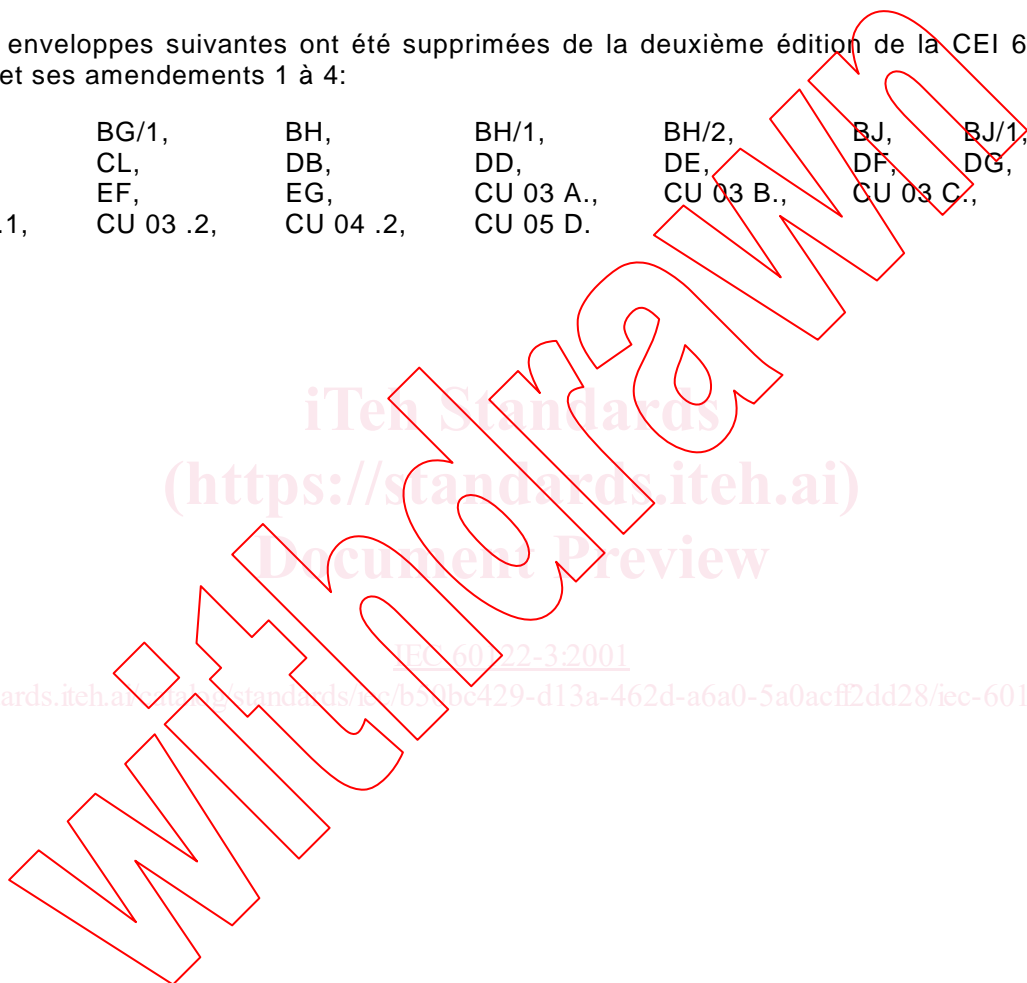 enveloppes suivantes ont été supprimées de la deuxième édition de la CEI 6
et ses amendements 1 à 4:
BG/1, BH, BH/1, BH/2, BJ, BJ/1,
CL, DB, DD, DE, DF, DG,
EF, EG, CU 03 A., CU 03 B., CU 03 C.,
.1, CU 03 .2, CU 04 .2, CU 05 D.
iTeh Standards
(https://standards.iteh.ai)
Document Preview
IEC 60122-3:2001
ards.iteh.ai/catalog/standards/iec/b50bc429-d13a-462d-a6a0-5a0acff2dd28/iec-601
withdrawn